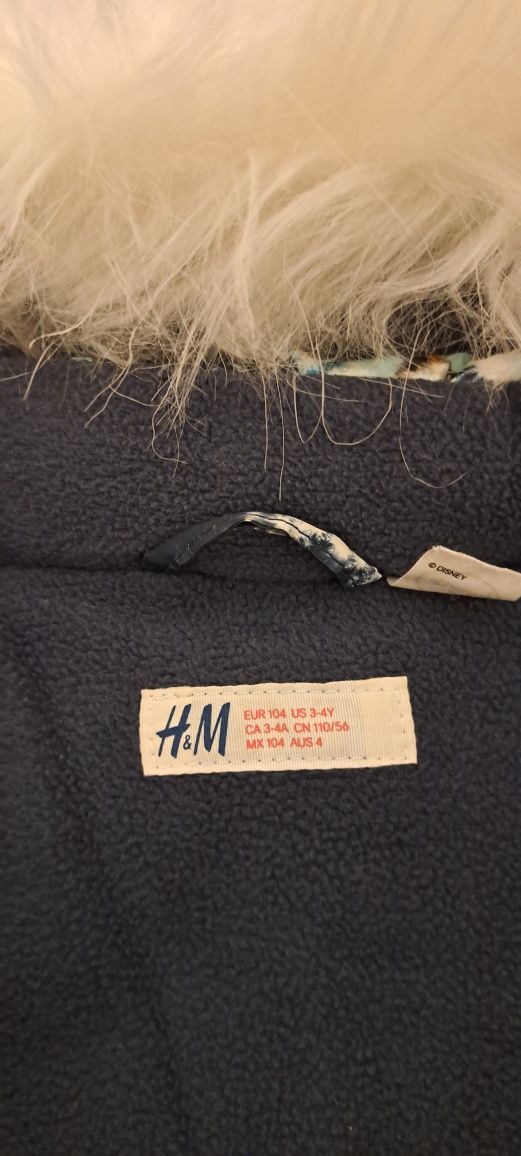 © DISNEY
H&M
EUR 104 US 3-4Y
CA 3-4A CN 110/56
MX 104 AUS 4